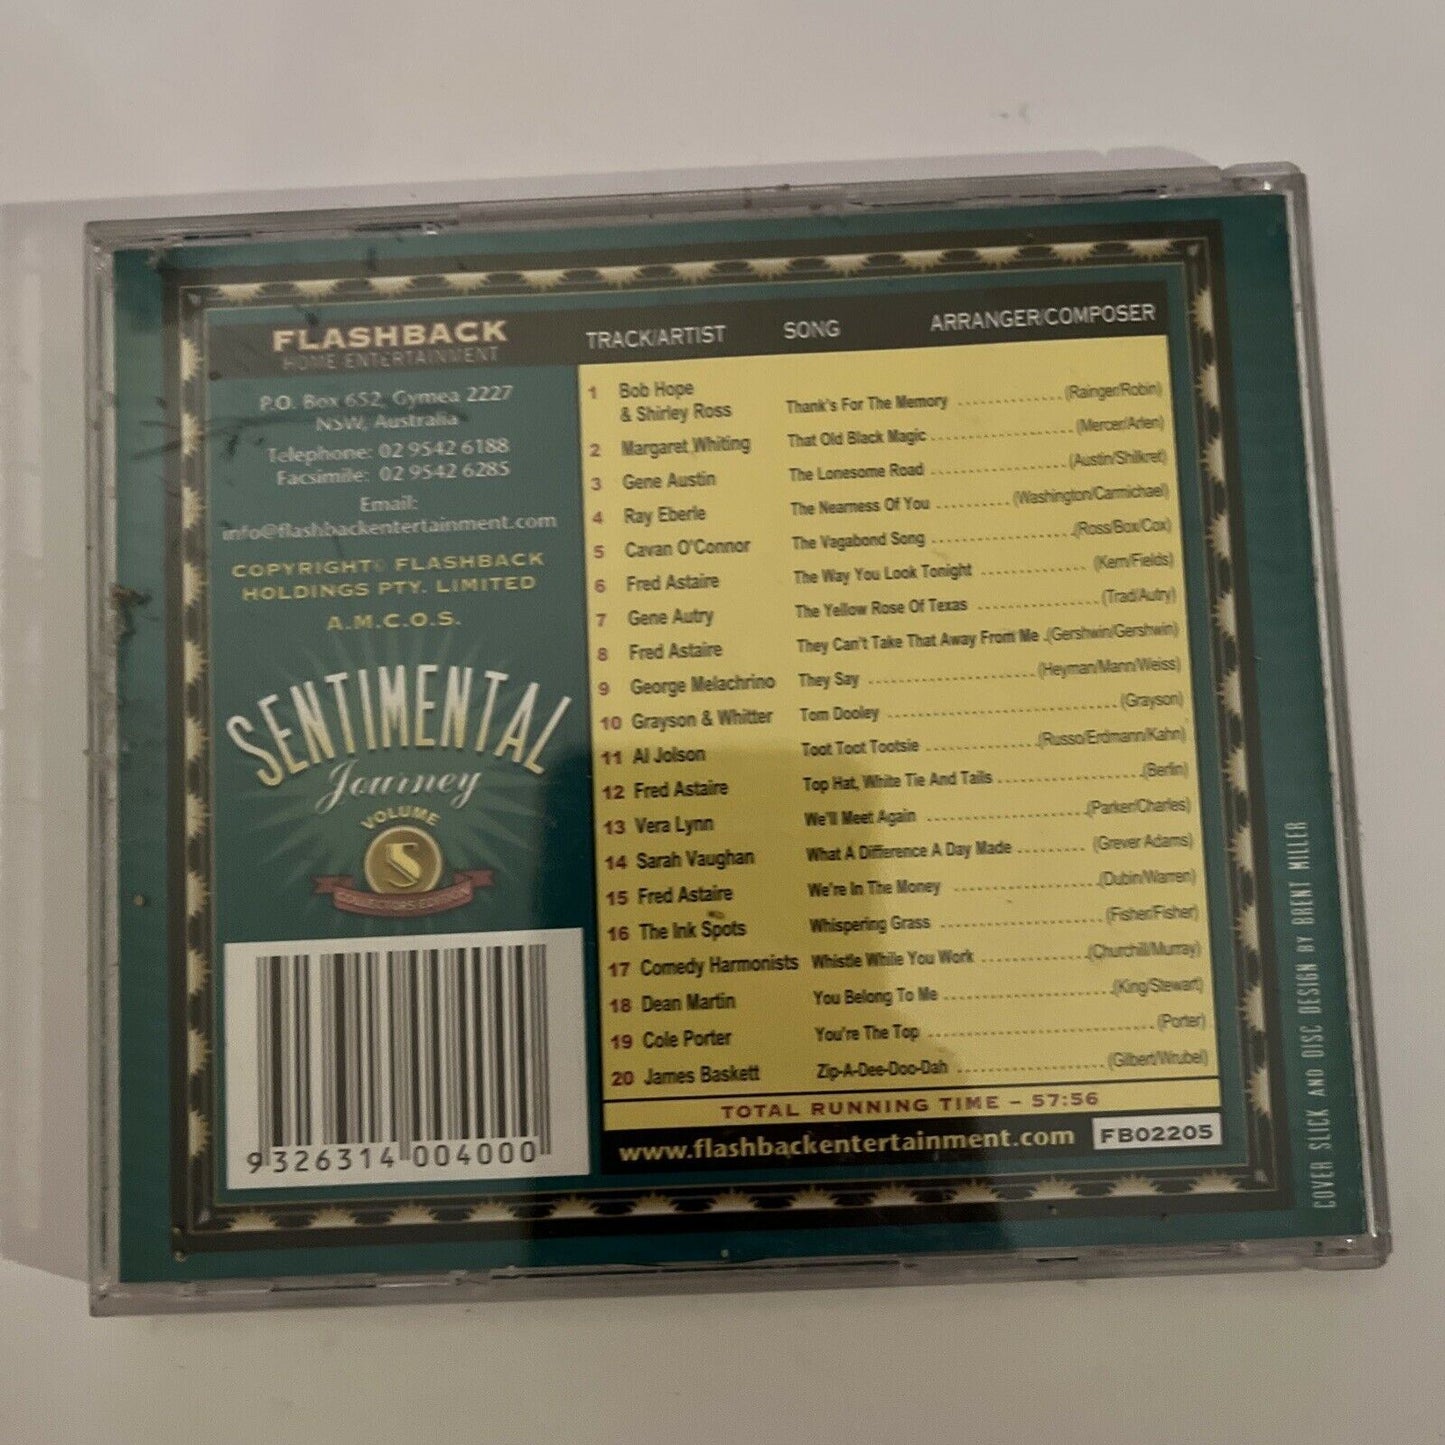 FLASHBACK
HOME ENTERTAINMENT
P.O. Box 652, Gymea 2227
NSW, Australia
Telephone: 02 9542 6188
Facsimile: 02 9542 6285
Email:
info@flashbackentertainment.com
COPYRIGHT© FLASHBACK
HOLDINGS PTY. LIMITED
A.M.C.O.S.
SENTIMENTAL
Journey
VOLUME
5
COLLECTORS EDITION
9 326314 004000
TRACK/ARTIST SONG ARRANGER/COMPOSER
1 Bob Hope
& Shirley Ross Thank's For The Memory (Rainger/Robin)
2 Margaret Whiting That Old Black Magic (Mercer/Arlen)
3 Gene Austin The Lonesome Road (Austin/Shilkret)
4 Ray Eberle The Nearness Of You (Washington/Carmichael)
5 Cavan O'Connor The Vagabond Song (Ross/Box/Cox)
6 Fred Astaire The Way You Look Tonight (Kern/Fields)
7 Gene Autry The Yellow Rose Of Texas (Trad/Autry)
8 Fred Astaire They Can't Take That Away From Me (Gershwin/Gershwin)
9 George Melachrino They Say (Heyman/Mann/Weiss)
10 Grayson & Whitter Tom Dooley (Grayson)
11 Al Jolson Toot Toot Tootsie (Russo/Erdmann/Kahn)
12 Fred Astaire Top Hat, White Tie And Tails (Berlin)
13 Vera Lynn We'll Meet Again (Parker/Charles)
14 Sarah Vaughan What A Difference A Day Made (Grever Adams)
15 Fred Astaire We're In The Money (Dubin/Warren)
16 The Ink Spots Whispering Grass (Fisher/Fisher)
17 Comedy Harmonists Whistle While You Work (Churchill/Murray)
18 Dean Martin You Belong To Me (King/Stewart)
19 Cole Porter You're The Top (Porter)
20 James Baskett Zip-A-Dee-Doo-Dah (Gilbert/Wrubel)
TOTAL RUNNING TIME – 57:56
www.flashbackentertainment.com FB02205
COVER SLICK AND DISC DESIGN BY BRENT MILLER